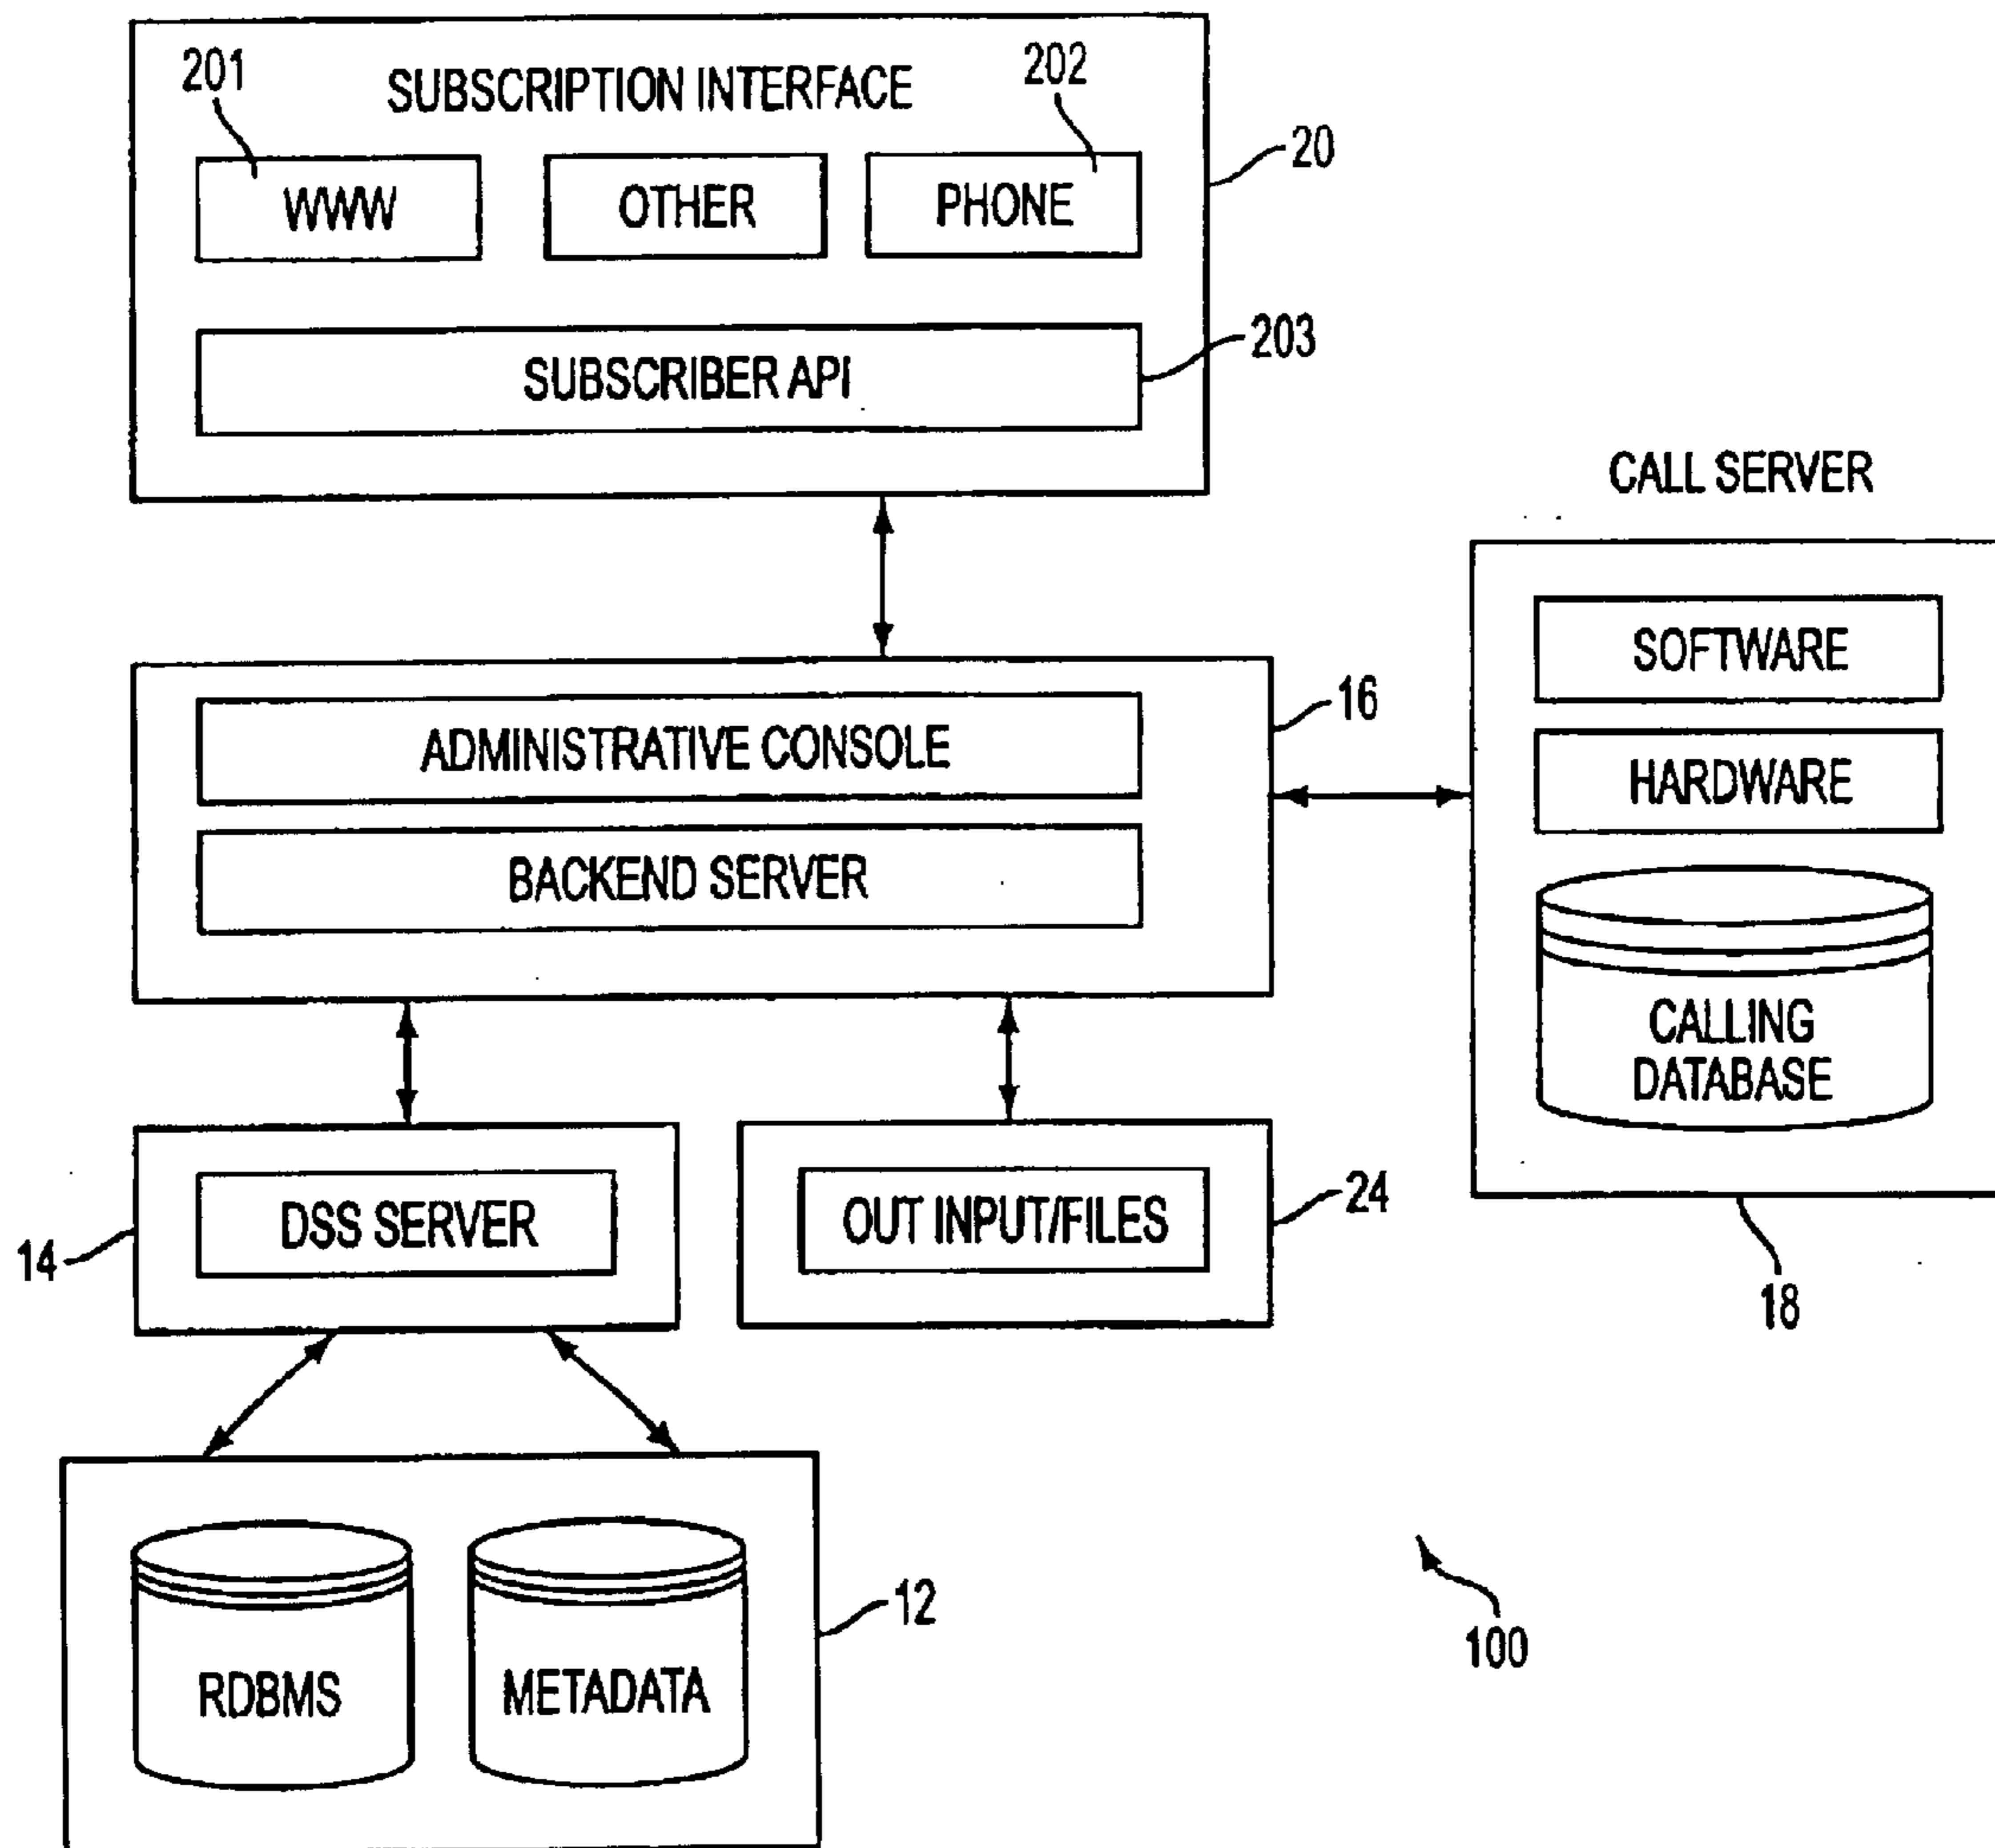 201
SUBSCRIPTION INTERFACE
202
20
WWW
OTHER
PHONE
203
SUBSCRIBER API
CALL SERVER
16
SOFTWARE
ADMINISTRATIVE CONSOLE
HARDWARE
BACKEND SERVER
CALLING
DATABASE
14
DSS SERVER
OUT INPUT/FILES
24
18
12
RDBMS
METADATA
100